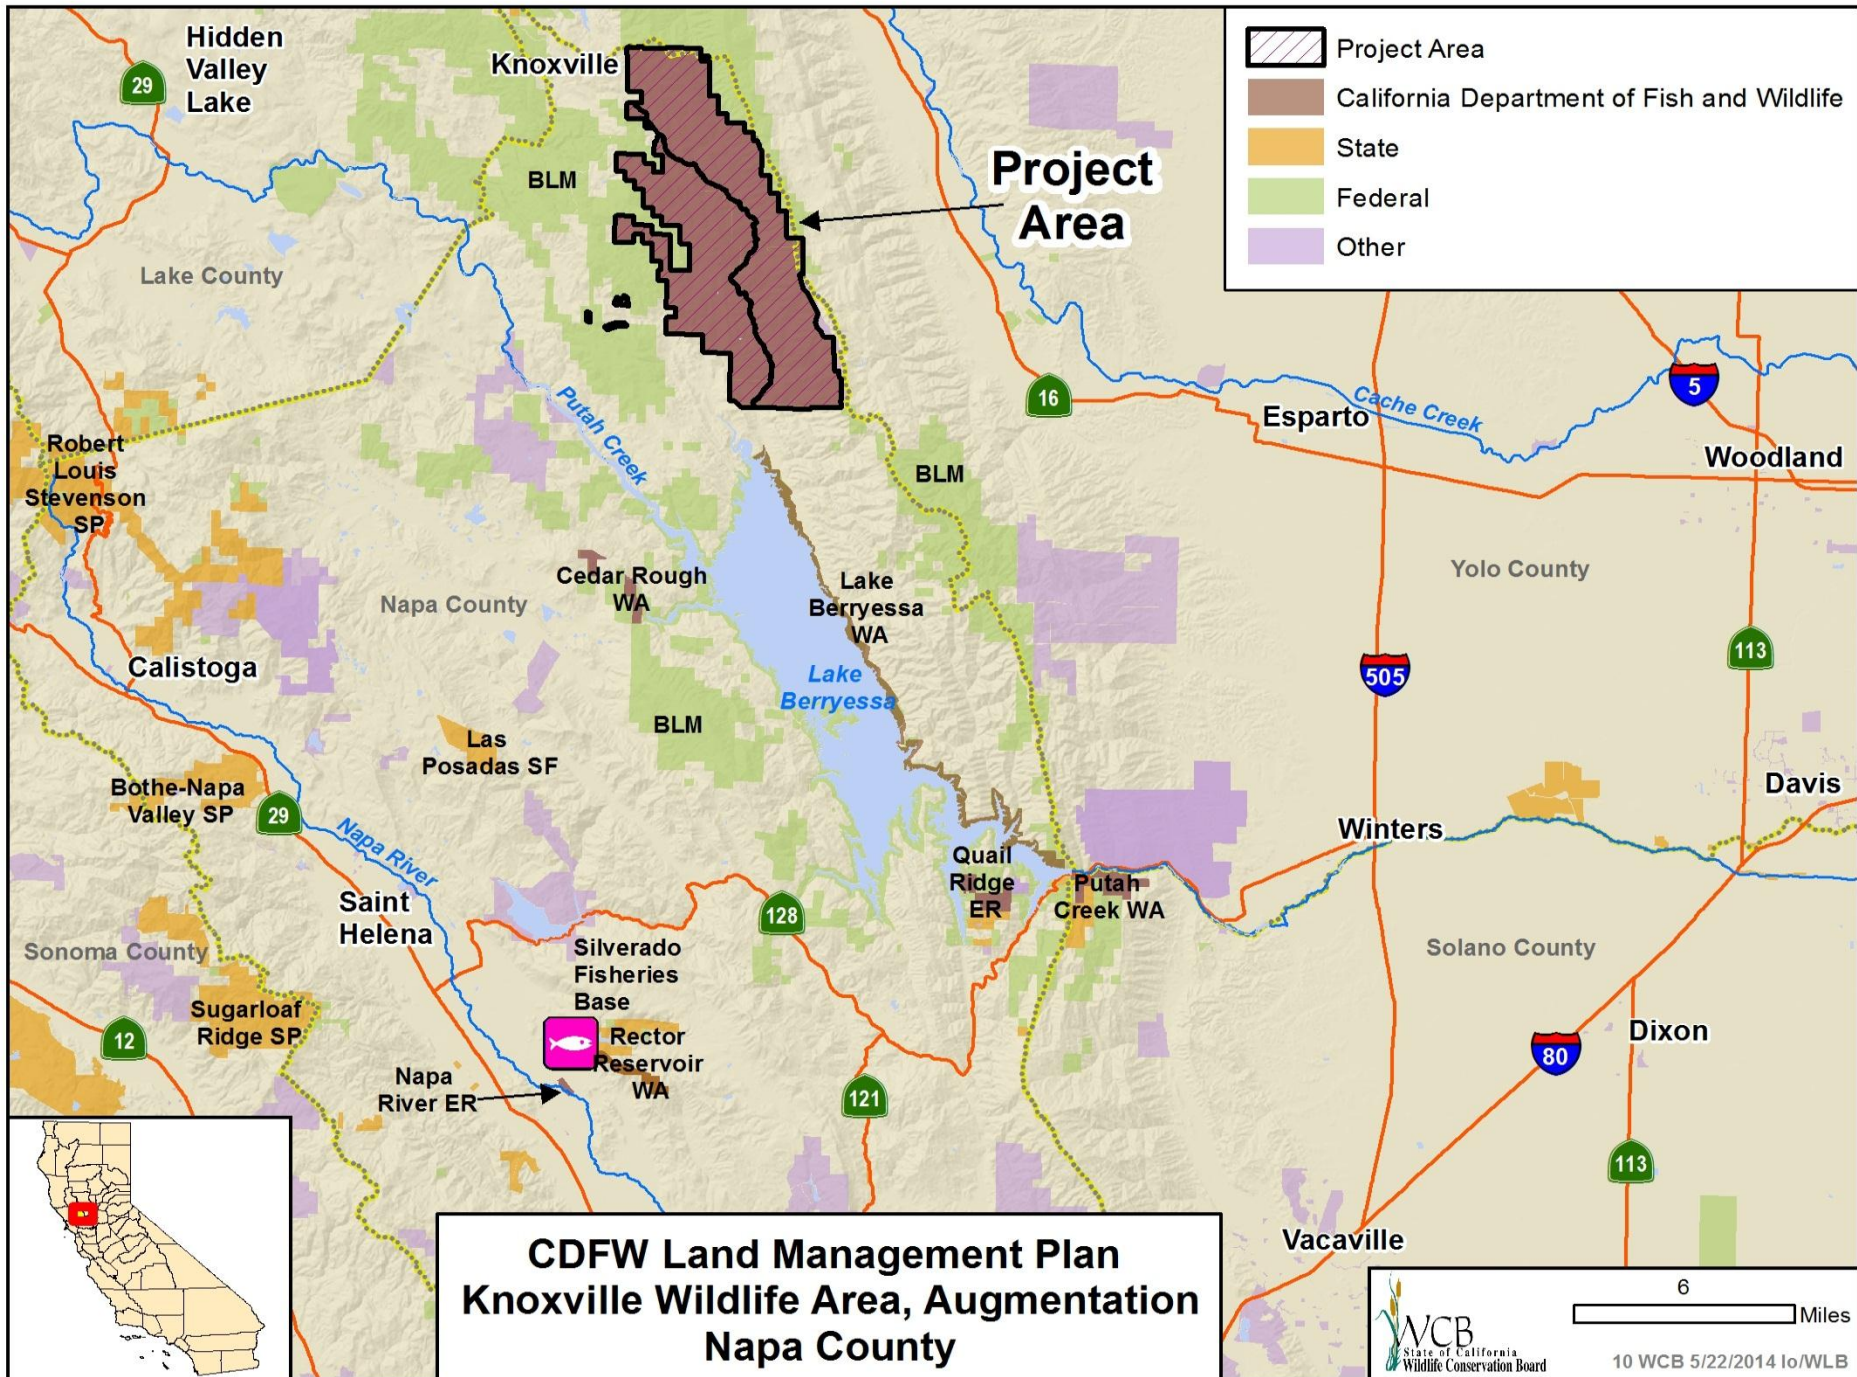 Hidden
Valley
Lake
29
Knoxville
BLM
Project
Area
Project Area
California Department of Fish and Wildlife
State
Federal
Other
Lake County
Putah Creek
16
Esparto
Cache Creek
5
Woodland
Robert
Louis
Stevenson
SP
BLM
Cedar Rough
WA
Lake
Berryessa
WA
Napa County
Yolo County
Calistoga
Lake
Berryessa
505
113
BLM
Las
Posadas SF
Bothe-Napa
Valley SP
29
Napa River
Davis
Winters
Quail
Ridge
ER
Putah
Creek WA
Saint
Helena
128
Sonoma County
Silverado
Fisheries
Base
Solano County
Sugarloaf
Ridge SP
12
Rector
Reservoir
WA
Napa
River ER
121
80
Dixon
113
Vacaville
CDFW Land Management Plan
Knoxville Wildlife Area, Augmentation
Napa County
WCB
State of California
Wildlife Conservation Board
6
Miles
10 WCB 5/22/2014 lo/WLB